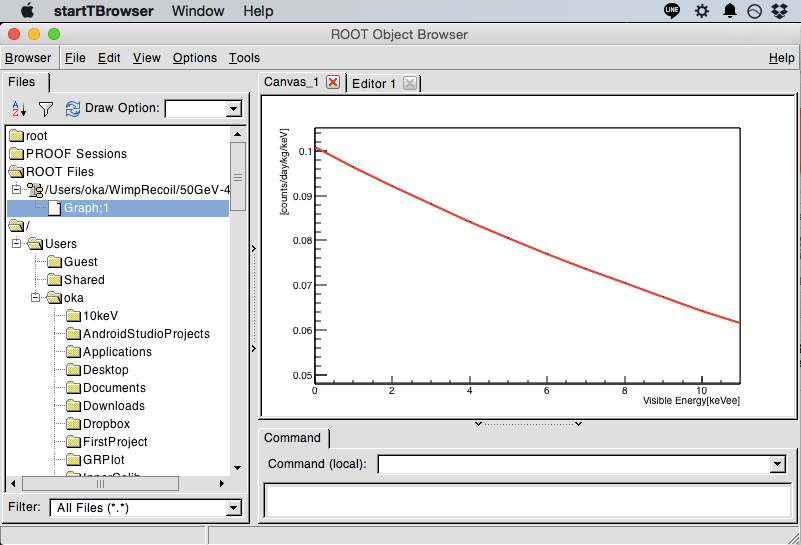 startTBrowser Window Help
LINE
ROOT Object Browser
Browser File Edit View Options Tools Help
Files
Canvas_1
Editor 1
Draw Option:
root
PROOF Sessions
ROOT Files
/Users/oka/WimpRecoil/50GeV-4
Graph;1
/
Users
Guest
Shared
oka
10keV
AndroidStudioProjects
Applications
Desktop
Documents
Downloads
Dropbox
FirstProject
GRPlot
Filter: All Files (*.*)
[counts/day/kg/keV]
0.1
0.09
0.08
0.07
0.06
0.05
0 2 4 6 8 10
Visible Energy[keVee]
Command
Command (local):